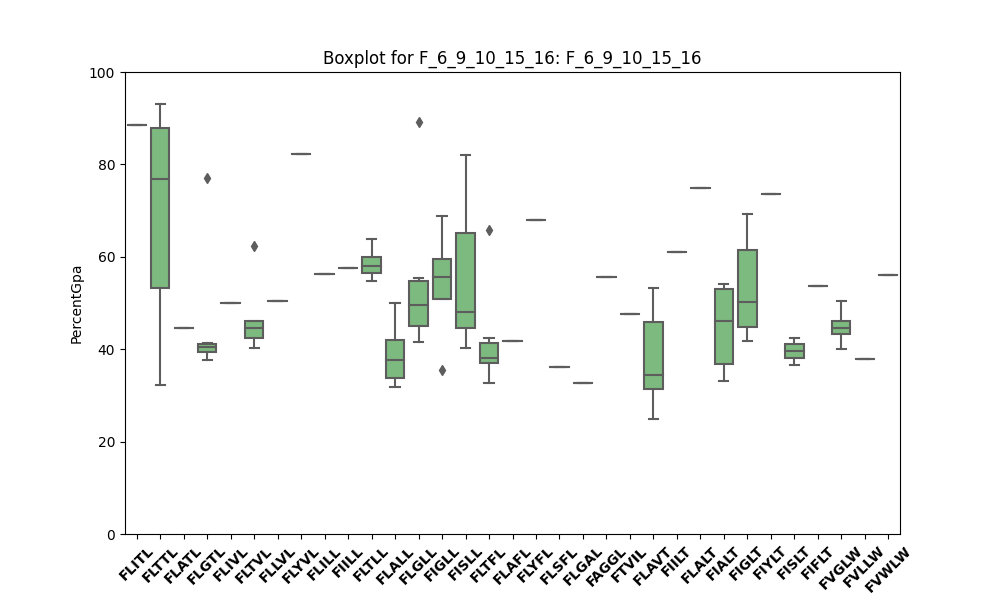 Boxplot for F_6_9_10_15_16: F_6_9_10_15_16
100
80
60
40
20
0
PercentGpa
FLITL
FLTTL
FLATL
FLGTL
FLIVL
FLTVL
FLLVL
FLYVL
FLILL
FIILL
FLTLL
FLALL
FLGLL
FIGLL
FISLL
FLTFL
FLAFL
FLYFL
FLSFL
FLGAL
FAGGL
FTVIL
FLAVT
FIILT
FLALT
FIALT
FIGLT
FIYLT
FISLT
FIFLT
FVGLW
FVLLW
FVWLW